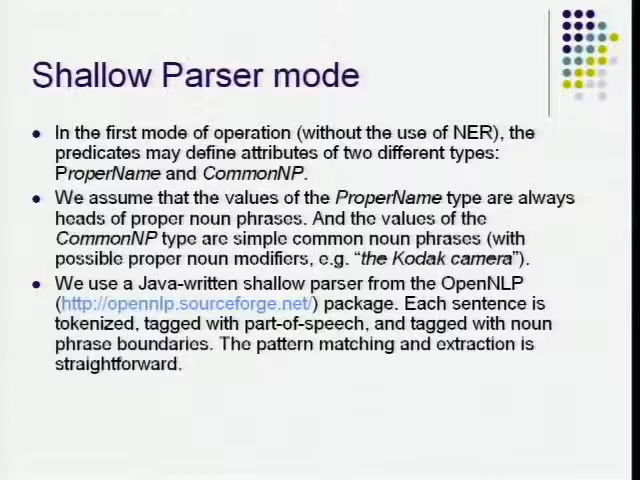 Shallow Parser mode
In the first mode of operation (without the use of NER), the
predicates may define attributes of two different types:
ProperName and CommonNP.
We assume that the values of the ProperName type are always
heads of proper noun phrases. And the values of the
CommonNP type are simple common noun phrases (with
possible proper noun modifiers, e.g. “the Kodak camera”).
We use a Java-written shallow parser from the OpenNLP
(http://opennlp.sourceforge.net/) package. Each sentence is
tokenized, tagged with part-of-speech, and tagged with noun
phrase boundaries. The pattern matching and extraction is
straightforward.